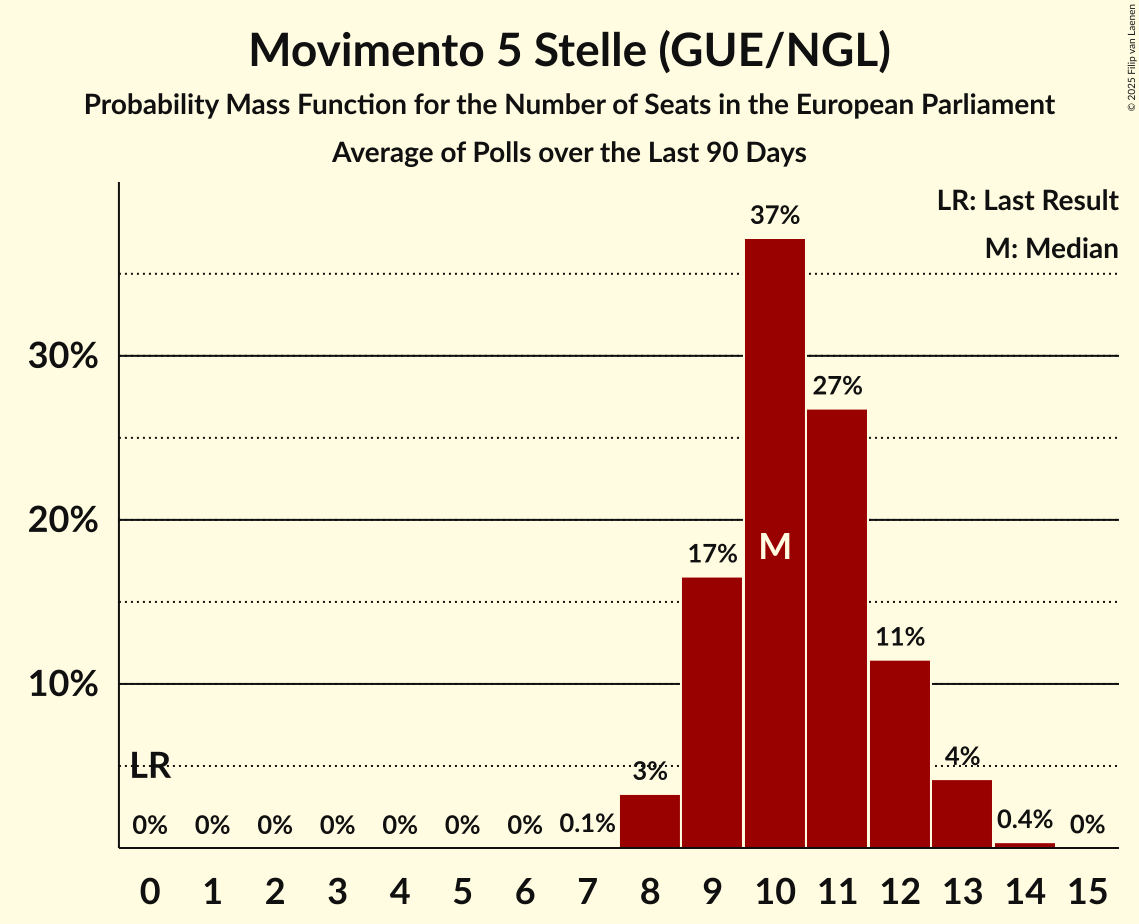 Movimento 5 Stelle (GUE/NGL)
Probability Mass Function for the Number of Seats in the European Parliament
Average of Polls over the Last 90 Days
© 2025 Filip van Laenen
LR: Last Result
M: Median
37%
30%
27%
20%
17%
M
11%
10%
LR
3%
4%
0% 0% 0% 0% 0% 0% 0% 0.1% 0.4% 0%
0 1 2 3 4 5 6 7 8 9 10 11 12 13 14 15